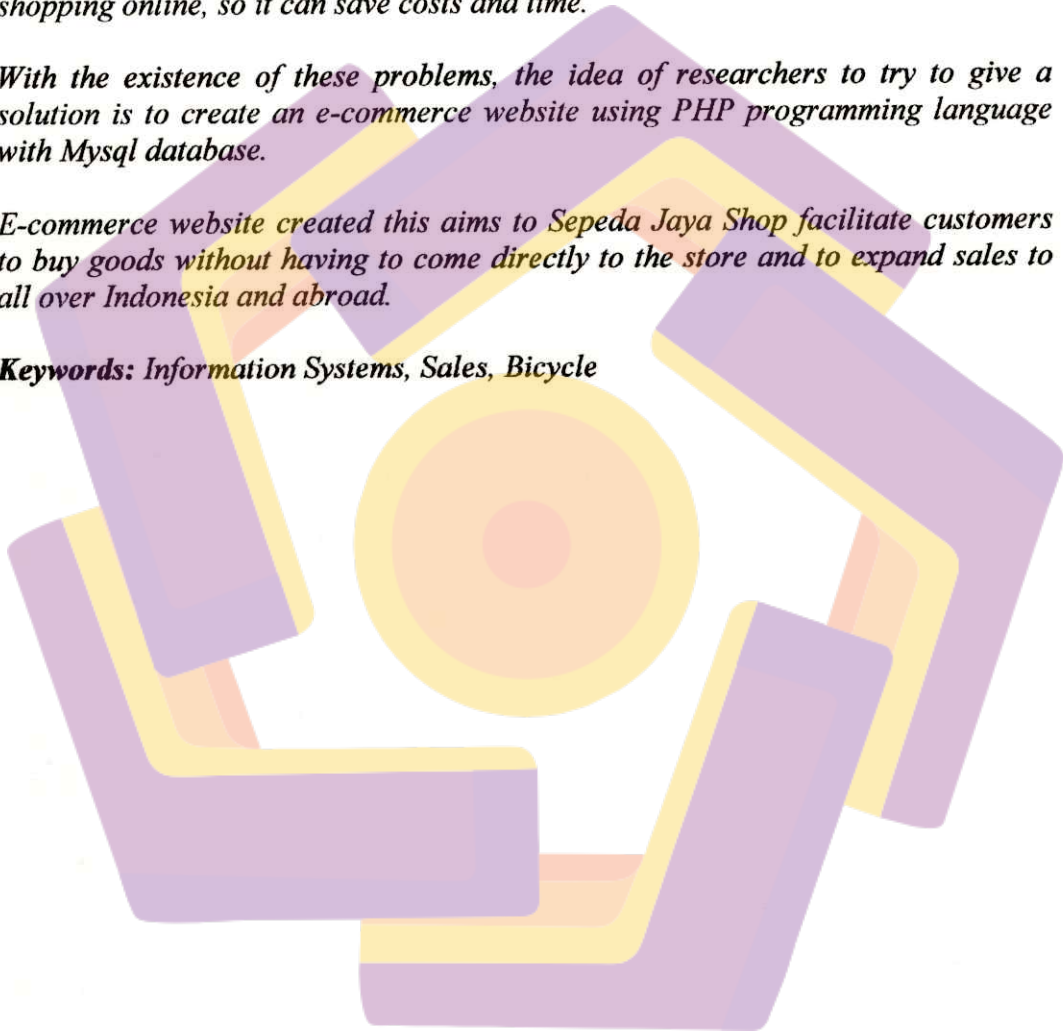 shopping online, so it can save costs and time.
With the existence of these problems, the idea of researchers to try to give a
solution is to create an e-commerce website using PHP programming language
with Mysql database.
E-commerce website created this aims to Sepeda Jaya Shop facilitate customers
to buy goods without having to come directly to the store and to expand sales to
all over Indonesia and abroad.
Keywords: Information Systems, Sales, Bicycle